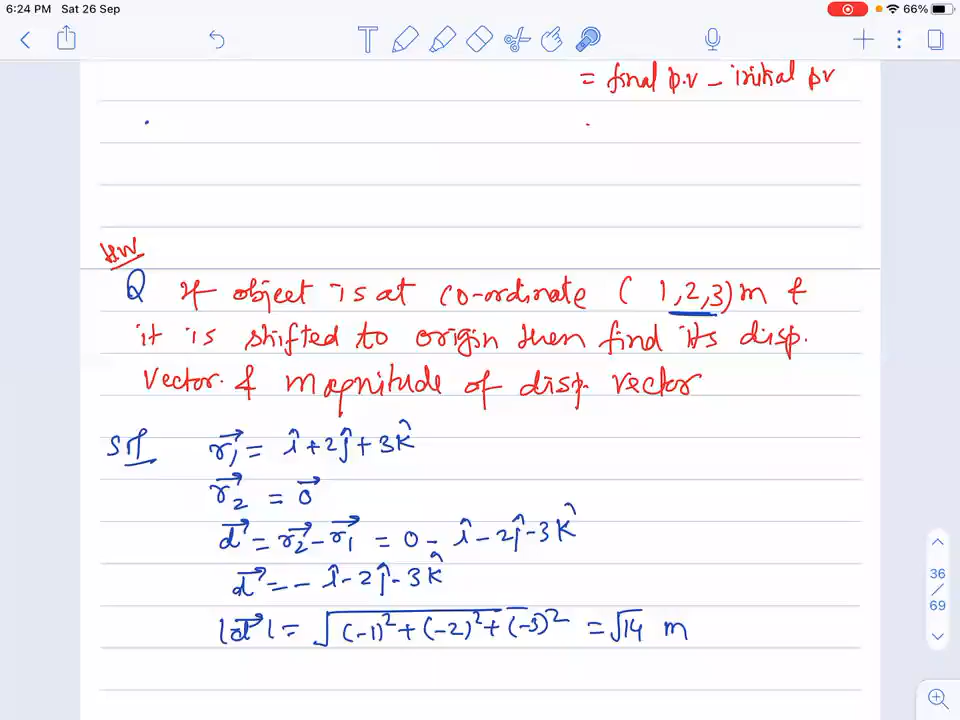 6:24 PM Sat 26 Sep 66%
T
= final p.v - initial pv
HW
Q If object is at co-ordinate ( 1,2,3)m &
it is shifted to origin then find its disp.
vector. & magnitude of disp. vector
Sol
r⃗₁ = î + 2ĵ + 3k̂
r⃗₂ = 0⃗
d⃗ = r⃗₂ - r⃗₁ = 0 - î - 2ĵ - 3k̂
d⃗ = - î - 2ĵ - 3k̂
|d⃗| = √(-1)² + (-2)² + (-3)² = √14 m
36
/
69